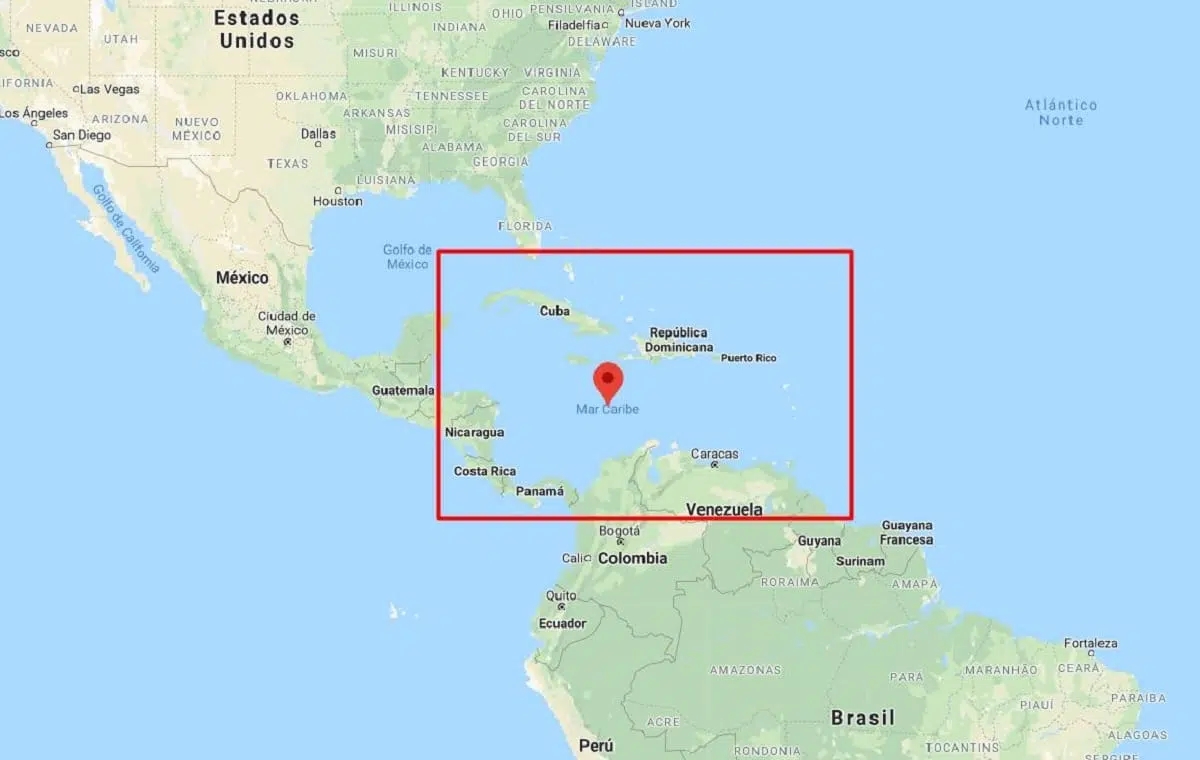 NEVADA
UTAH
Estados
Unidos
ILLINOIS
INDIANA
OHIO
PENSILVANIA
ISLAND
Nueva York
Filadelfia
DELAWARE
MISURI
KENTUCKY
VIRGINIA
Las Vegas
OKLAHOMA
TENNESSEE
CAROLINA
DEL NORTE
Los Ángeles
ARIZONA
NUEVO
MÉXICO
ARKANSAS
MISISIPI
CAROLINA
DEL SUR
Atlántico
Norte
San Diego
Dallas
ALABAMA
GEORGIA
TEXAS
LUISIANA
Houston
Golfo de California
FLORIDA
Golfo de
México
México
Cuba
Ciudad de
México
República
Dominicana
Puerto Rico
Guatemala
Mar Caribe
Nicaragua
Caracas
Costa Rica
Panamá
Venezuela
Bogotá
Guyana
Guayana
Francesa
Cali
Colombia
Surinam
RORAIMA
AMAPÁ
Quito
Ecuador
Fortaleza
AMAZONAS
PARÁ
MARANHÃO
CEARÁ
PARAÍBA
PIAUÍ
ACRE
Brasil
ALAGOAS
Perú
RONDONIA
TOCANTINS
SERGIPE